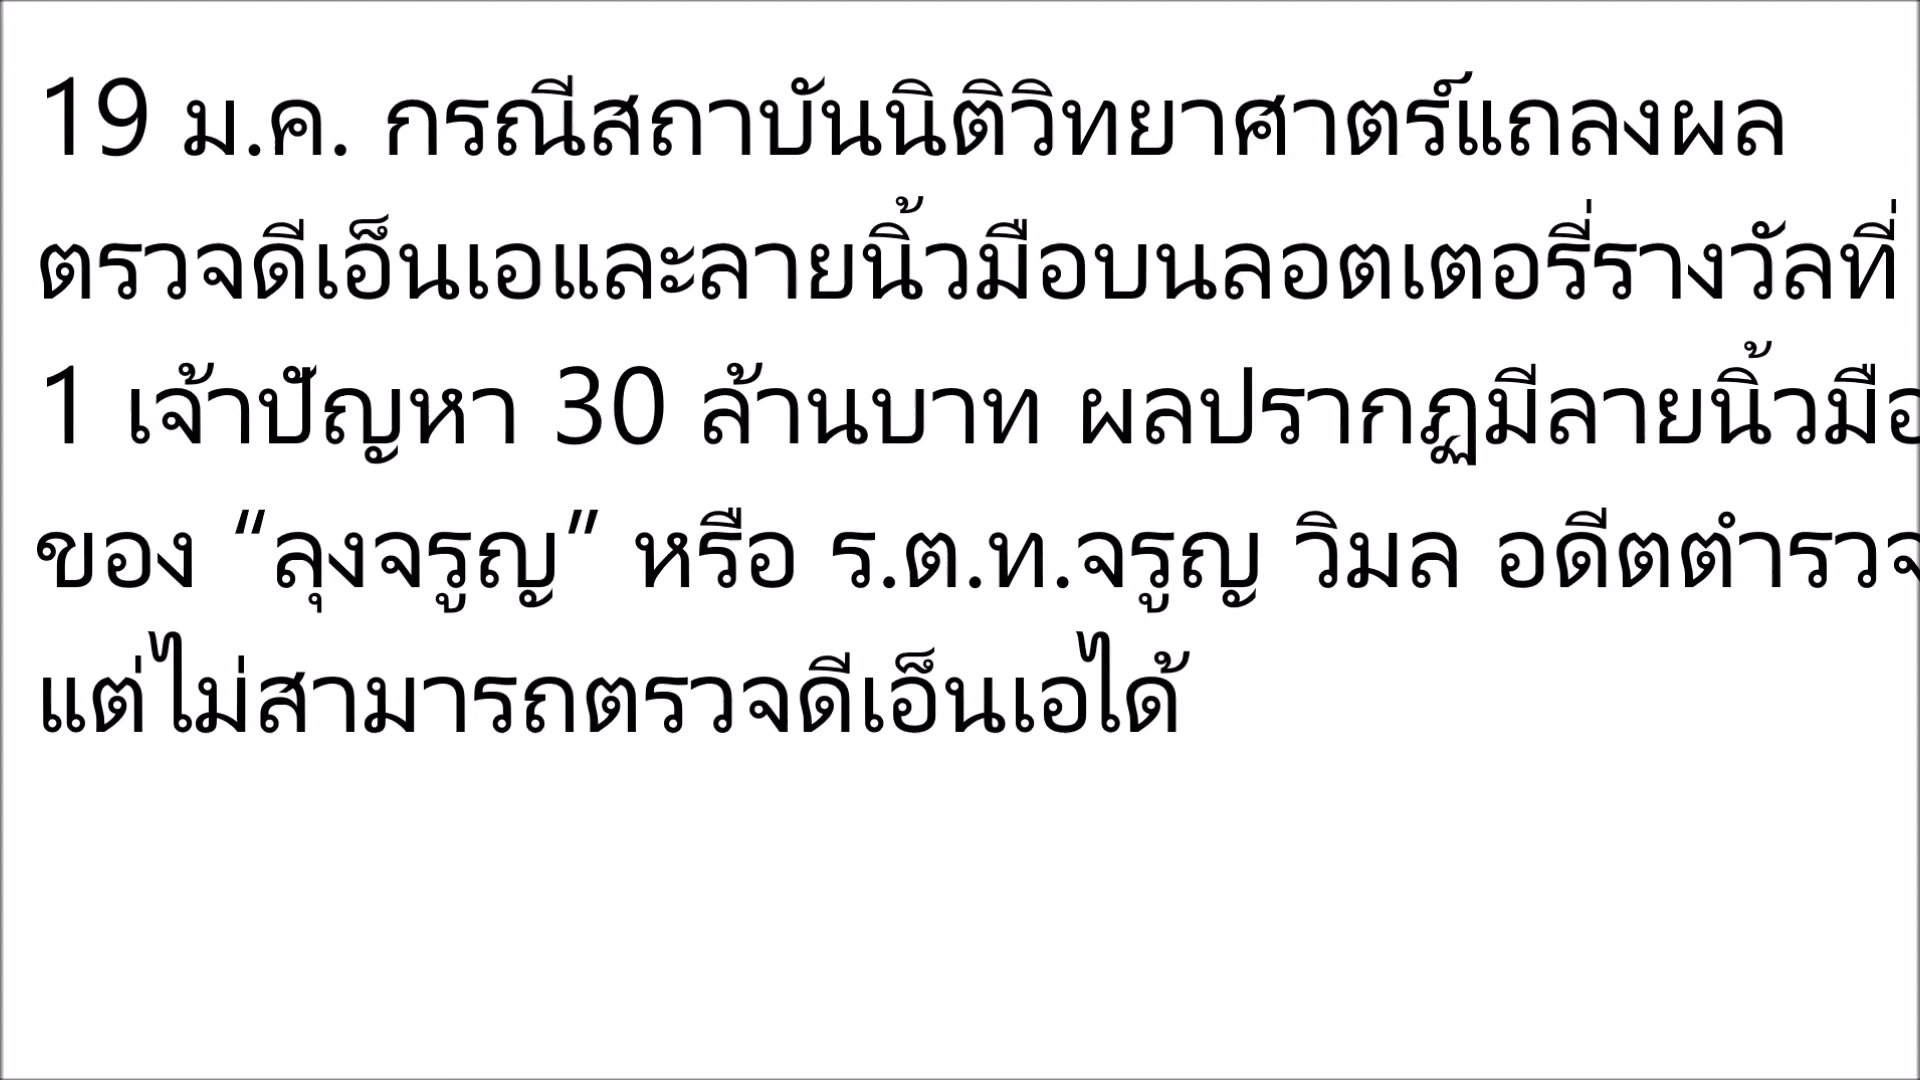 19 ม.ค. กรณีสถาบันนิติวิทยาศาตร์แถลงผล
ตรวจดีเอ็นเอและลายนิ้วมือบนลอตเตอรี่รางวัลที่
1 เจ้าปัญหา 30 ล้านบาท ผลปรากฏมีลายนิ้วมือ
ของ “ลุงจรูญ” หรือ ร.ต.ท.จรูญ วิมล อดีตตำรวจ
แต่ไม่สามารถตรวจดีเอ็นเอได้